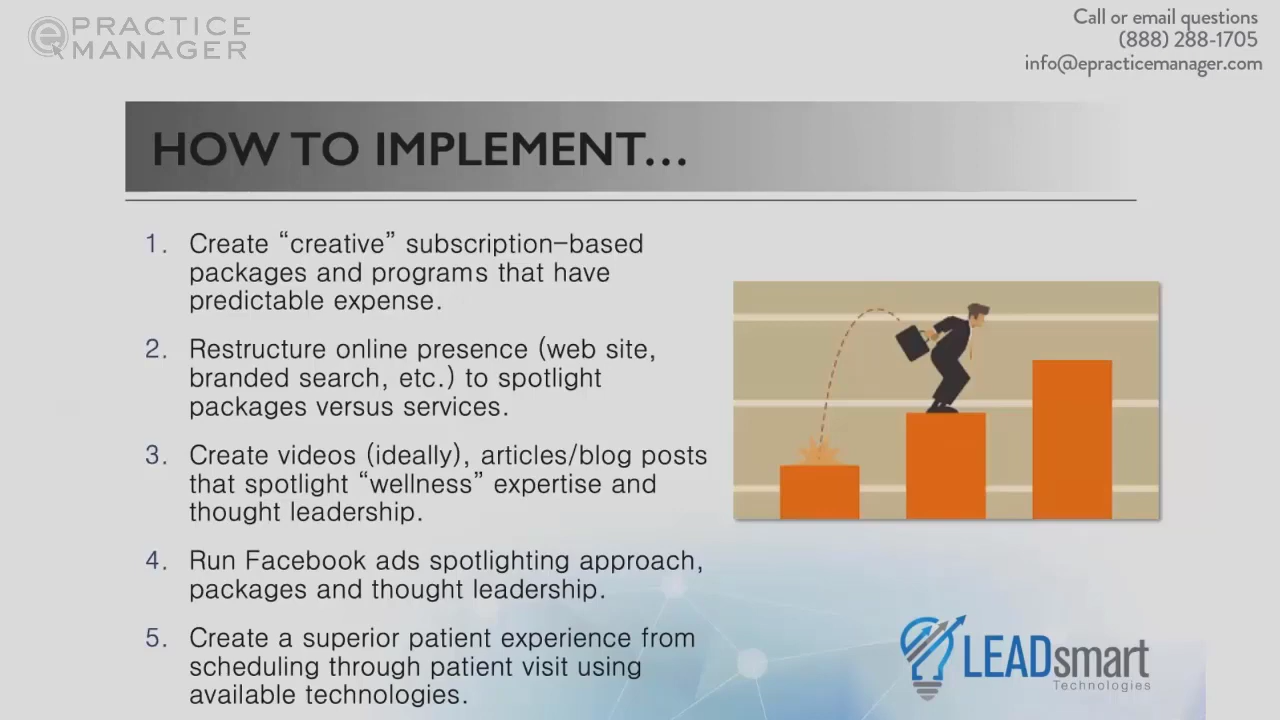 ePRACTICE
MANAGER
Call or email questions
(888) 288-1705
info@epracticemanager.com
HOW TO IMPLEMENT...
1. Create “creative” subscription-based
packages and programs that have
predictable expense.
2. Restructure online presence (web site,
branded search, etc.) to spotlight
packages versus services.
3. Create videos (ideally), articles/blog posts
that spotlight “wellness” expertise and
thought leadership.
4. Run Facebook ads spotlighting approach,
packages and thought leadership.
5. Create a superior patient experience from
scheduling through patient visit using
available technologies.
LEADsmart
Technologies